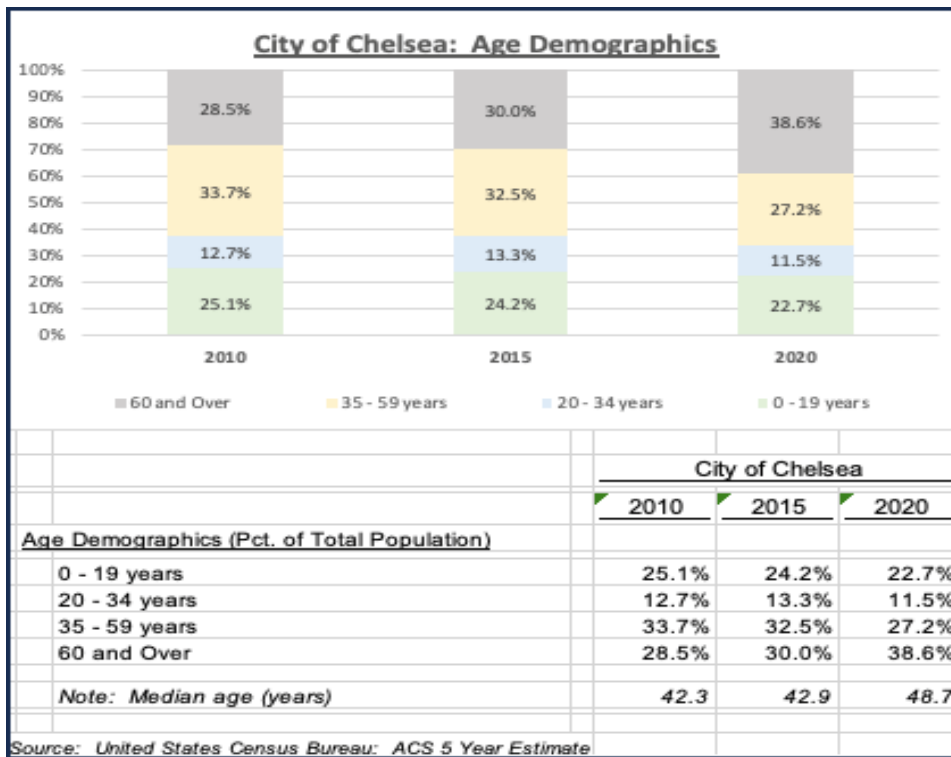 City of Chelsea: Age Demographics
100%
90%
80%
70%
60%
50%
40%
30%
20%
10%
0%
28.5% 30.0% 38.6%
33.7% 32.5% 27.2%
12.7% 13.3% 11.5%
25.1% 24.2% 22.7%
2010 2015 2020
60 and Over 35 - 59 years 20 - 34 years 0 - 19 years
City of Chelsea
2010 2015 2020
Age Demographics (Pct. of Total Population)
0 - 19 years 25.1% 24.2% 22.7%
20 - 34 years 12.7% 13.3% 11.5%
35 - 59 years 33.7% 32.5% 27.2%
60 and Over 28.5% 30.0% 38.6%
Note: Median age (years) 42.3 42.9 48.7
Source: United States Census Bureau: ACS 5 Year Estimate